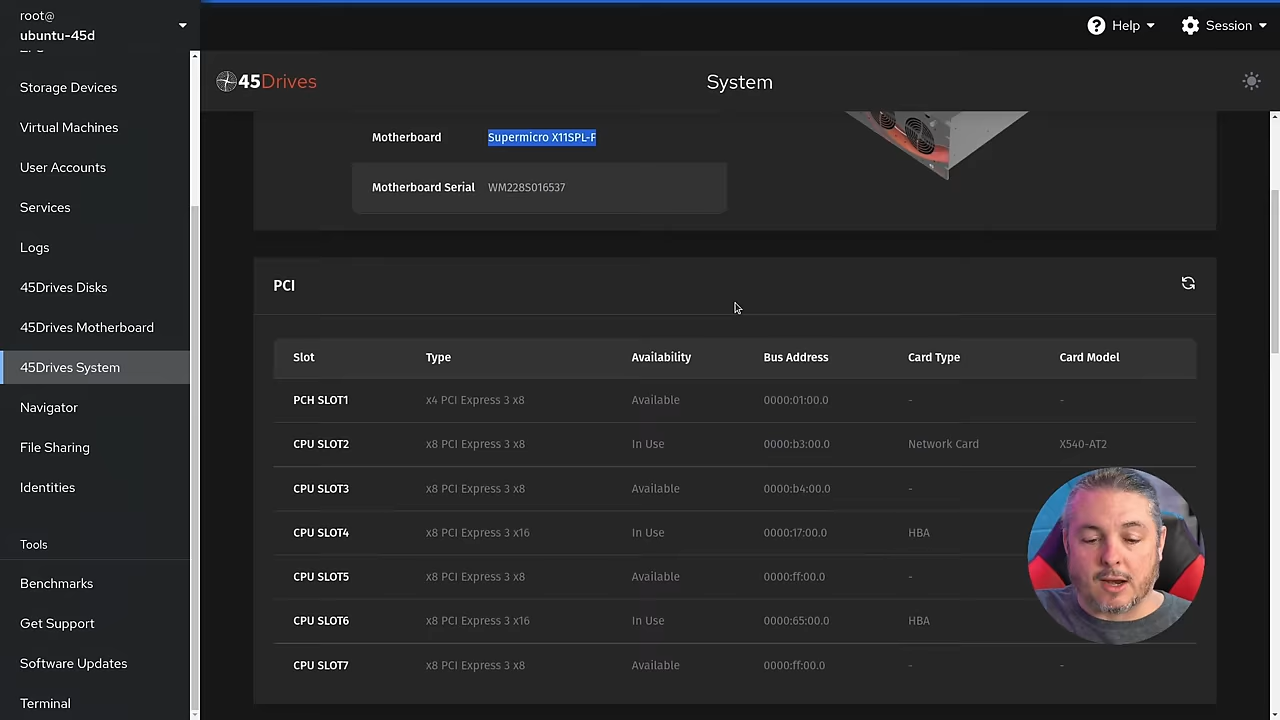 root@
ubuntu-45d
Help
Session
Storage Devices
Virtual Machines
User Accounts
Services
Logs
45Drives Disks
45Drives Motherboard
45Drives System
Navigator
File Sharing
Identities
Tools
Benchmarks
Get Support
Software Updates
Terminal
45Drives
System
Motherboard Supermicro X11SPL-F
Motherboard Serial WM228S016537
PCI
Slot Type Availability Bus Address Card Type Card Model
PCH SLOT1 x4 PCI Express 3 x8 Available 0000:01:00.0 - -
CPU SLOT2 x8 PCI Express 3 x8 In Use 0000:b3:00.0 Network Card X540-AT2
CPU SLOT3 x8 PCI Express 3 x8 Available 0000:b4:00.0 -
CPU SLOT4 x8 PCI Express 3 x16 In Use 0000:17:00.0 HBA
CPU SLOT5 x8 PCI Express 3 x8 Available 0000:ff:00.0 -
CPU SLOT6 x8 PCI Express 3 x16 In Use 0000:65:00.0 HBA
CPU SLOT7 x8 PCI Express 3 x8 Available 0000:ff:00.0 - -